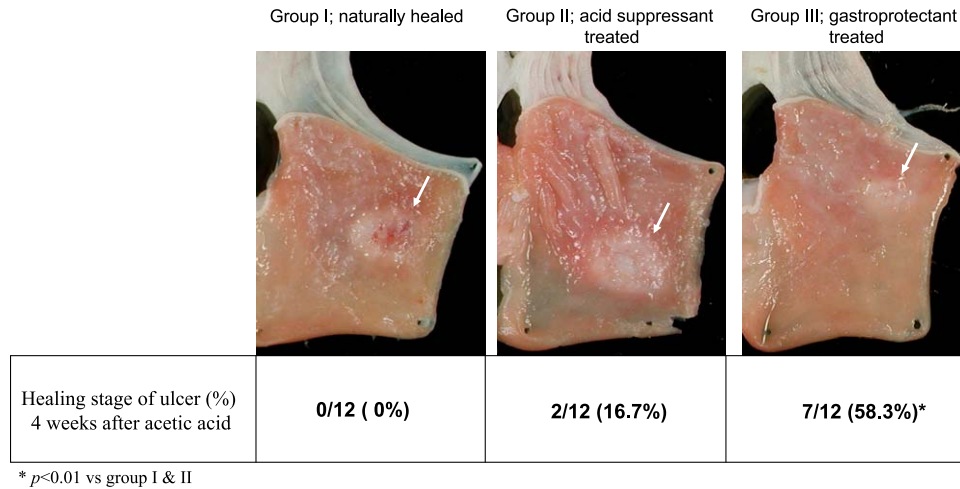 Group I; naturally healed
Group II; acid suppressant
treated
Group III; gastroprotectant
treated
Healing stage of ulcer (%)
4 weeks after acetic acid
0/12 ( 0%)
2/12 (16.7%)
7/12 (58.3%)*
* p<0.01 vs group I & II